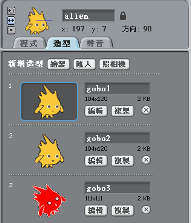 alien
x: 197 y: 7 方向: 90
程式 造型 聲音
新增造型 繪製 匯入 照相機
1
gobo1
104x120 2 KB
編輯 複製
2
gobo2
104x120 2 KB
編輯 複製
3
gobo3
2 KB
編輯 複製